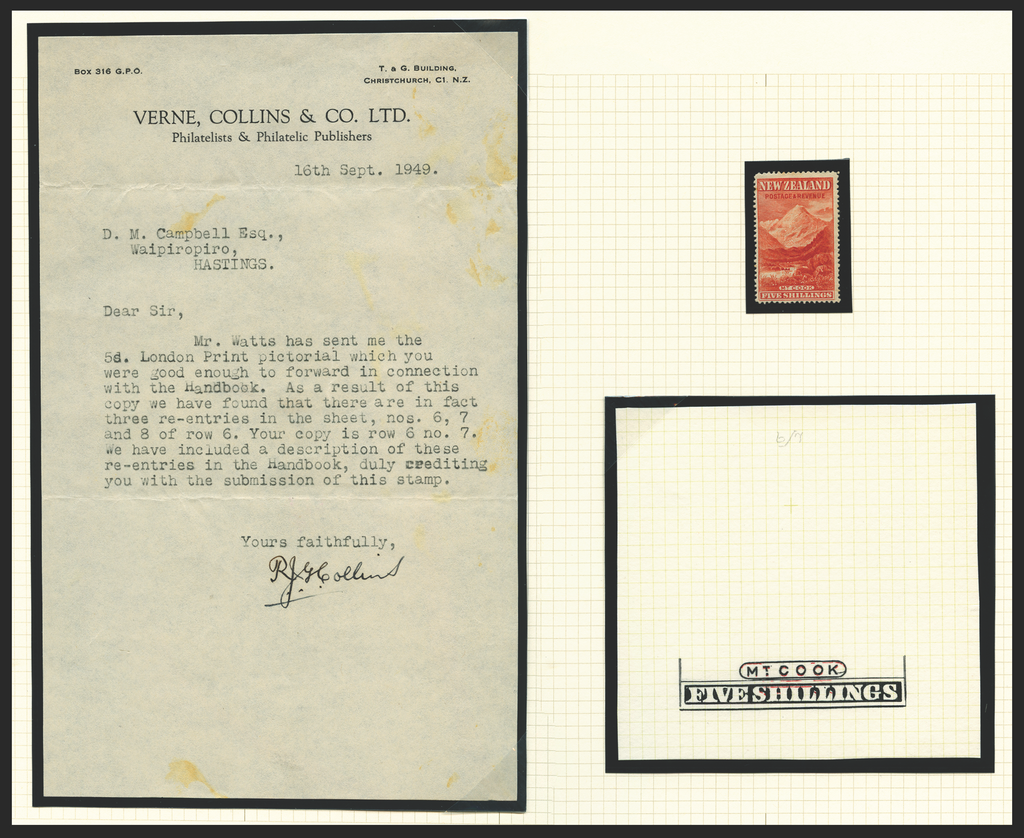 BOX 316 G.P.O.
T. & G. BUILDING,
CHRISTCHURCH, C1. N.Z.
VERNE, COLLINS & CO. LTD.
Philatelists & Philatelic Publishers
16th Sept. 1949.
D. M. Campbell Esq.,
Waipiropiro,
HASTINGS.
Dear Sir,
Mr. Watts has sent me the
5d. London Print pictorial which you
were good enough to forward in connection
with the Handbook. As a result of this
copy we have found that there are in fact
three re-entries in the sheet, nos. 6, 7
and 8 of row 6. Your copy is row 6 no. 7.
We have included a description of these
re-entries in the Handbook, duly crediting
you with the submission of this stamp.
Yours faithfully,
RJGCollins
NEW ZEALAND
POSTAGE & REVENUE
MT COOK
FIVE SHILLINGS
MT COOK
FIVE SHILLINGS